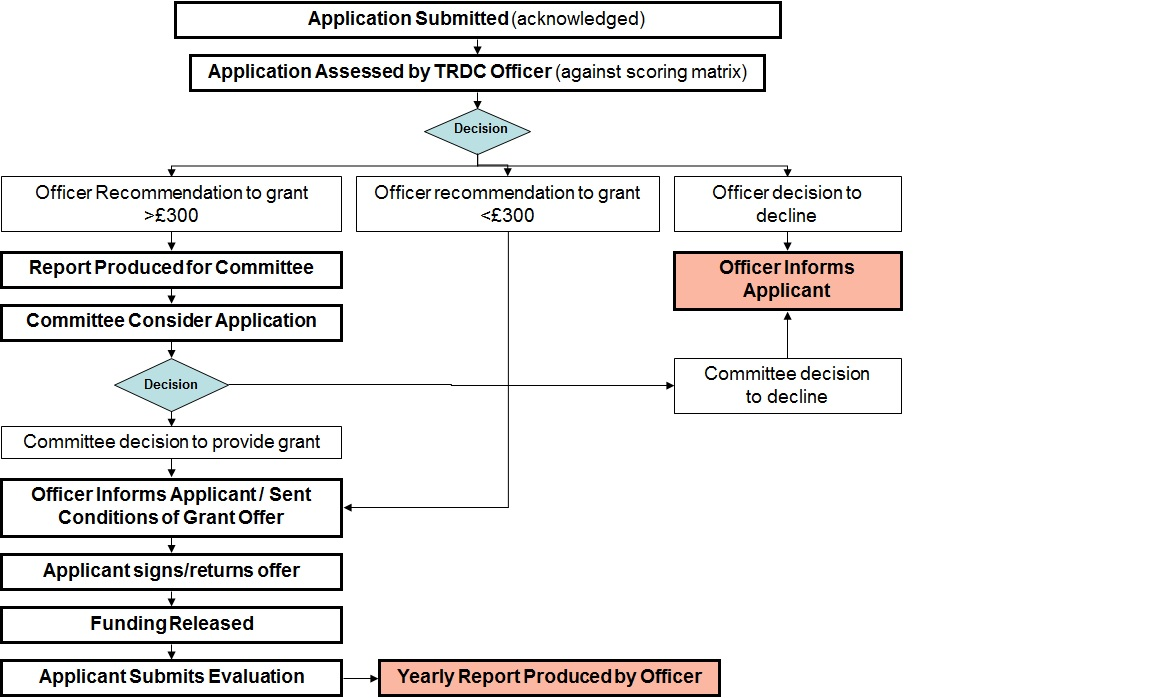 Application Submitted (acknowledged)
Application Assessed by TRDC Officer (against scoring matrix)
Decision
Officer Recommendation to grant
>£300
Officer recommendation to grant
<£300
Officer decision to
decline
Report Produced for Committee
Officer Informs
Applicant
Committee Consider Application
Decision
Committee decision
to decline
Committee decision to provide grant
Officer Informs Applicant / Sent
Conditions of Grant Offer
Applicant signs/returns offer
Funding Released
Applicant Submits Evaluation
Yearly Report Produced by Officer